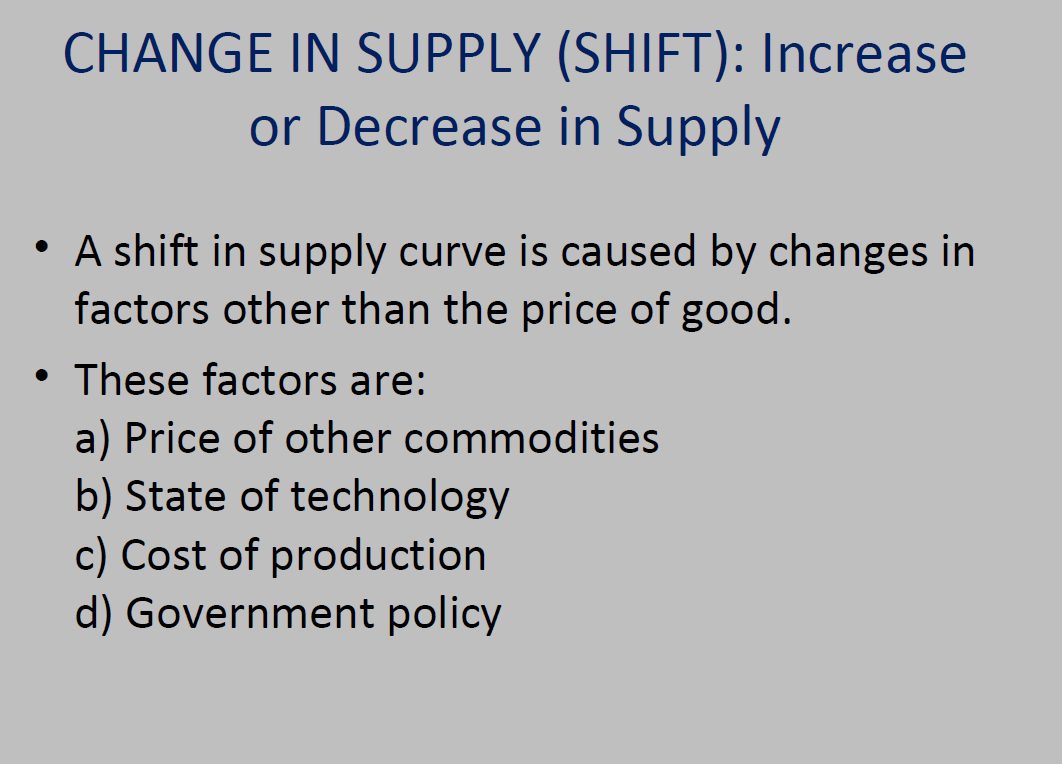 CHANGE IN SUPPLY (SHIFT): Increase
or Decrease in Supply
• A shift in supply curve is caused by changes in
factors other than the price of good.
• These factors are:
a) Price of other commodities
b) State of technology
c) Cost of production
d) Government policy